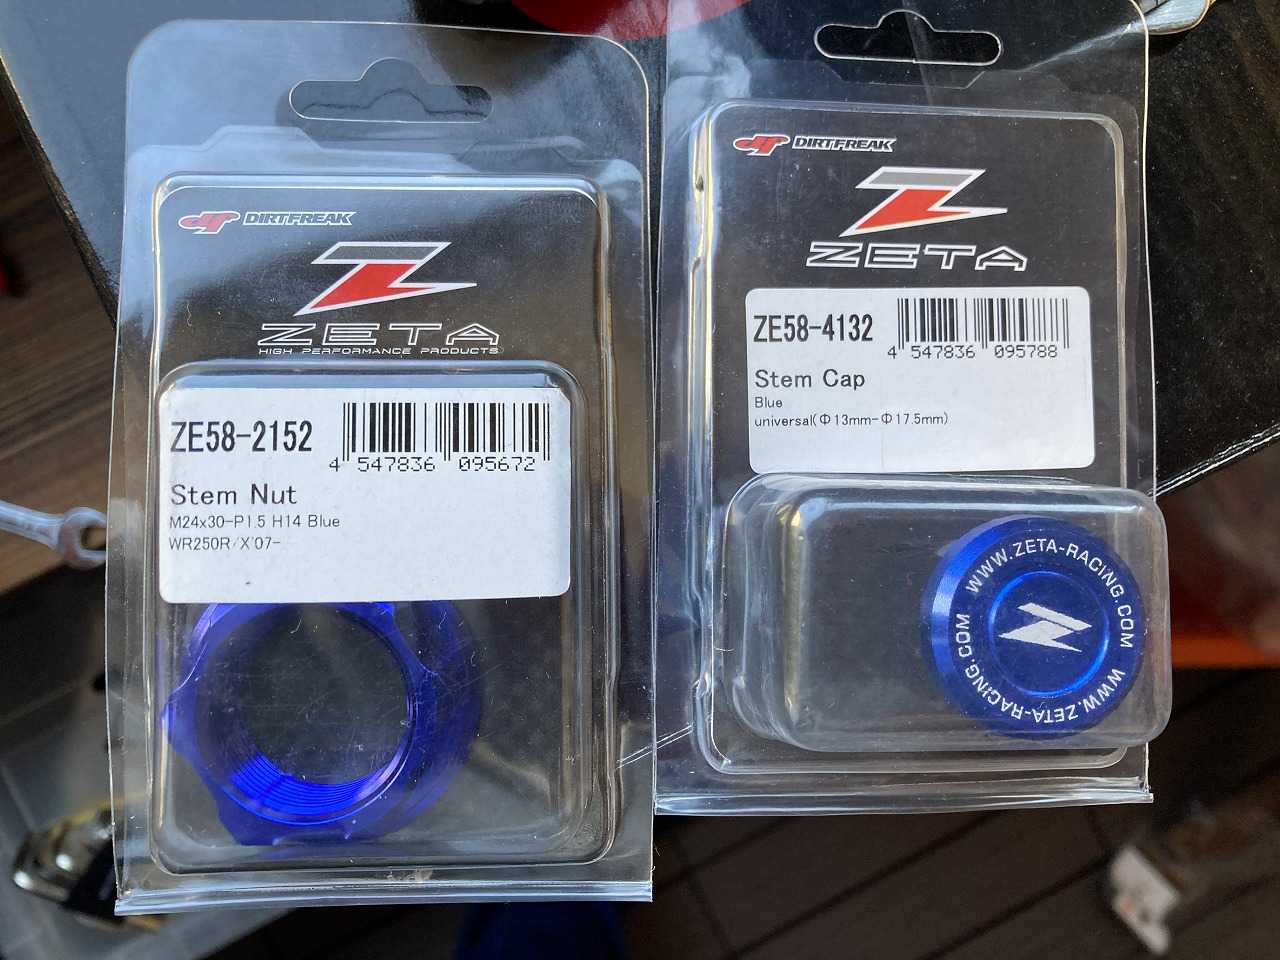 DIRTFREAK
ZETA
HIGH PERFORMANCE PRODUCTS
ZE58-2152
4 547836 095672
Stem Nut
M24x30-P1.5 H14 Blue
WR250R/X'07-
DIRTFREAK
ZETA
ZE58-4132
4 547836 095788
Stem Cap
Blue
universal(Φ13mm-Φ17.5mm)
WWW.ZETA-RACING.COM
WWW.ZETA-RACING.COM